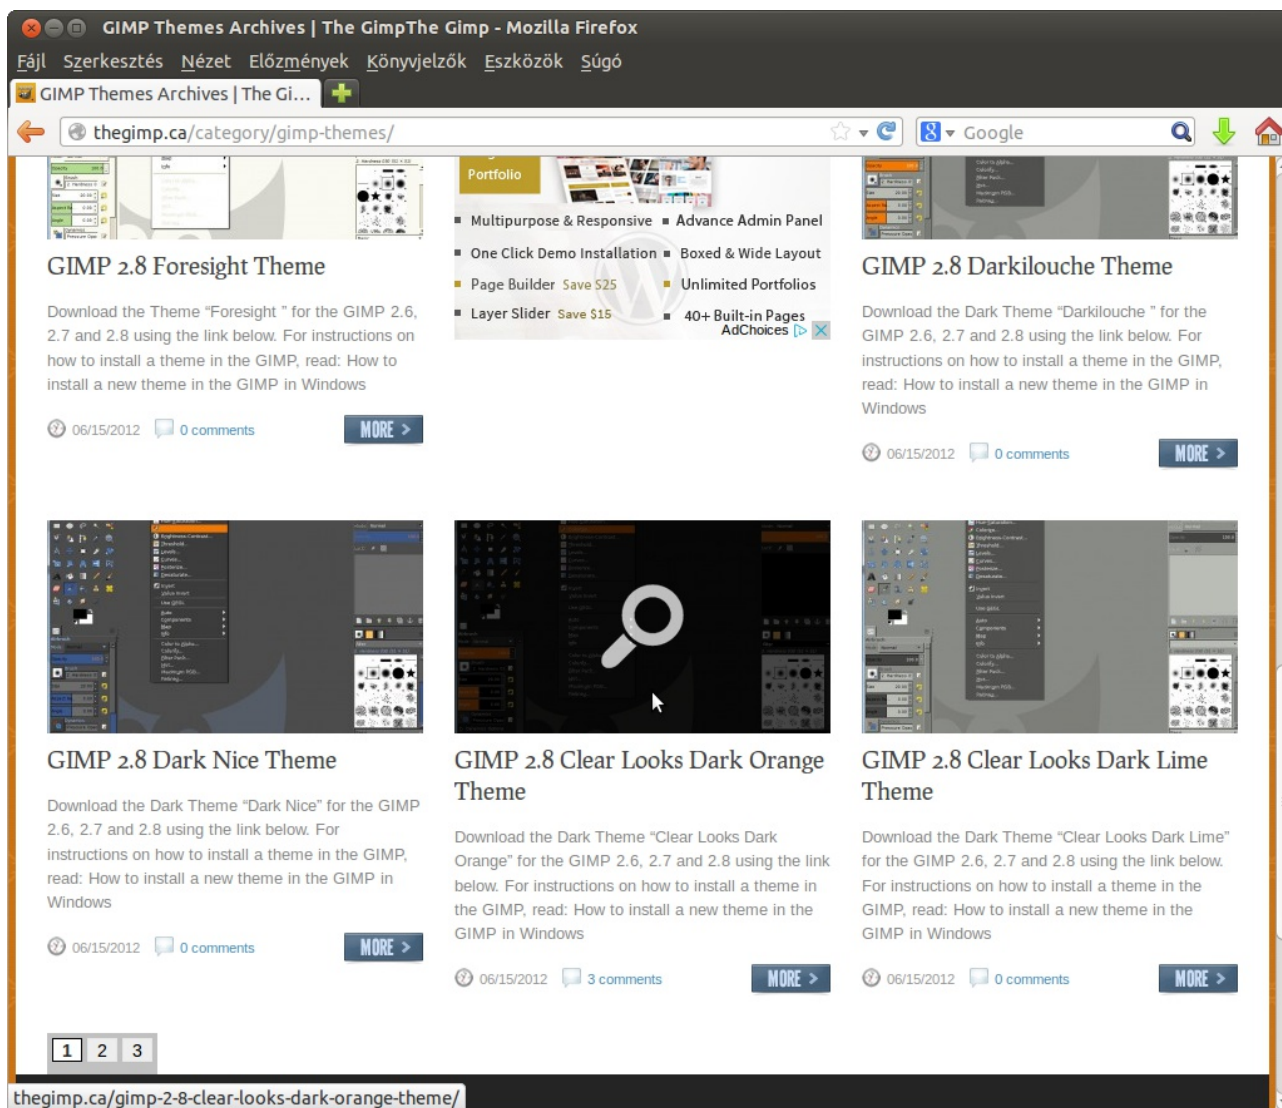 GIMP Themes Archives | The GimpThe Gimp - Mozilla Firefox
Fájl Szerkesztés Nézet Előzmények Könyvjelzők Eszközök Súgó
GIMP Themes Archives | The Gi...
thegimp.ca/category/gimp-themes/
Google
Portfolio
Multipurpose & Responsive
Advance Admin Panel
One Click Demo Installation
Boxed & Wide Layout
Page Builder Save $25
Unlimited Portfolios
Layer Slider Save $15
40+ Built-in Pages
AdChoices
GIMP 2.8 Foresight Theme
Download the Theme “Foresight ” for the GIMP 2.6,
2.7 and 2.8 using the link below. For instructions on
how to install a theme in the GIMP, read: How to
install a new theme in the GIMP in Windows
06/15/2012 0 comments MORE >
GIMP 2.8 Darkilouche Theme
Download the Dark Theme “Darkilouche ” for the
GIMP 2.6, 2.7 and 2.8 using the link below. For
instructions on how to install a theme in the GIMP,
read: How to install a new theme in the GIMP in
Windows
06/15/2012 0 comments MORE >
GIMP 2.8 Dark Nice Theme
Download the Dark Theme “Dark Nice” for the GIMP
2.6, 2.7 and 2.8 using the link below. For
instructions on how to install a theme in the GIMP,
read: How to install a new theme in the GIMP in
Windows
06/15/2012 0 comments MORE >
GIMP 2.8 Clear Looks Dark Orange
Theme
Download the Dark Theme “Clear Looks Dark
Orange” for the GIMP 2.6, 2.7 and 2.8 using the link
below. For instructions on how to install a theme in
the GIMP, read: How to install a new theme in the
GIMP in Windows
06/15/2012 3 comments MORE >
GIMP 2.8 Clear Looks Dark Lime
Theme
Download the Dark Theme “Clear Looks Dark Lime”
for the GIMP 2.6, 2.7 and 2.8 using the link below.
For instructions on how to install a theme in the
GIMP, read: How to install a new theme in the
GIMP in Windows
06/15/2012 0 comments MORE >
1 2 3
thegimp.ca/gimp-2-8-clear-looks-dark-orange-theme/